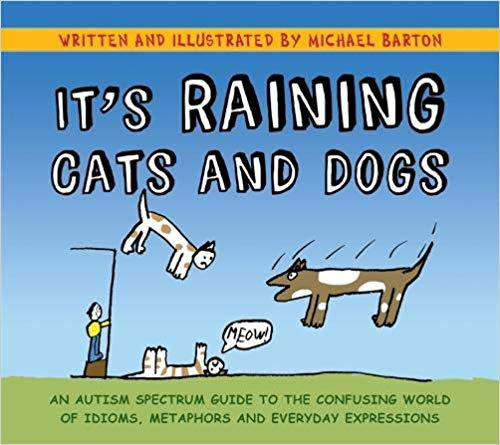 WRITTEN AND ILLUSTRATED BY MICHAEL BARTON
IT'S RAINING
CATS AND DOGS
MEOW!
AN AUTISM SPECTRUM GUIDE TO THE CONFUSING WORLD
OF IDIOMS, METAPHORS AND EVERYDAY EXPRESSIONS